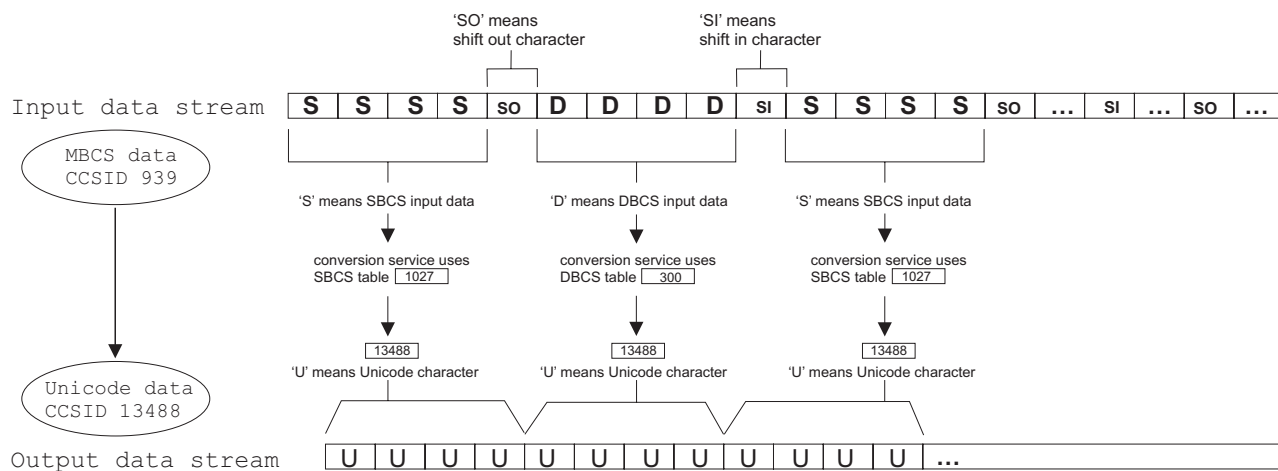 ‘SO’ means
shift out character
‘SI’ means
shift in character
Input data stream
S S S S SO D D D D SI S S S S SO ... SI ... SO ...
MBCS data
CCSID 939
‘S’ means SBCS input data
‘D’ means DBCS input data
‘S’ means SBCS input data
conversion service uses
SBCS table 1027
conversion service uses
DBCS table 300
conversion service uses
SBCS table 1027
13488
13488
13488
‘U’ means Unicode character
‘U’ means Unicode character
‘U’ means Unicode character
Unicode data
CCSID 13488
Output data stream
U U U U U U U U U U U U ...